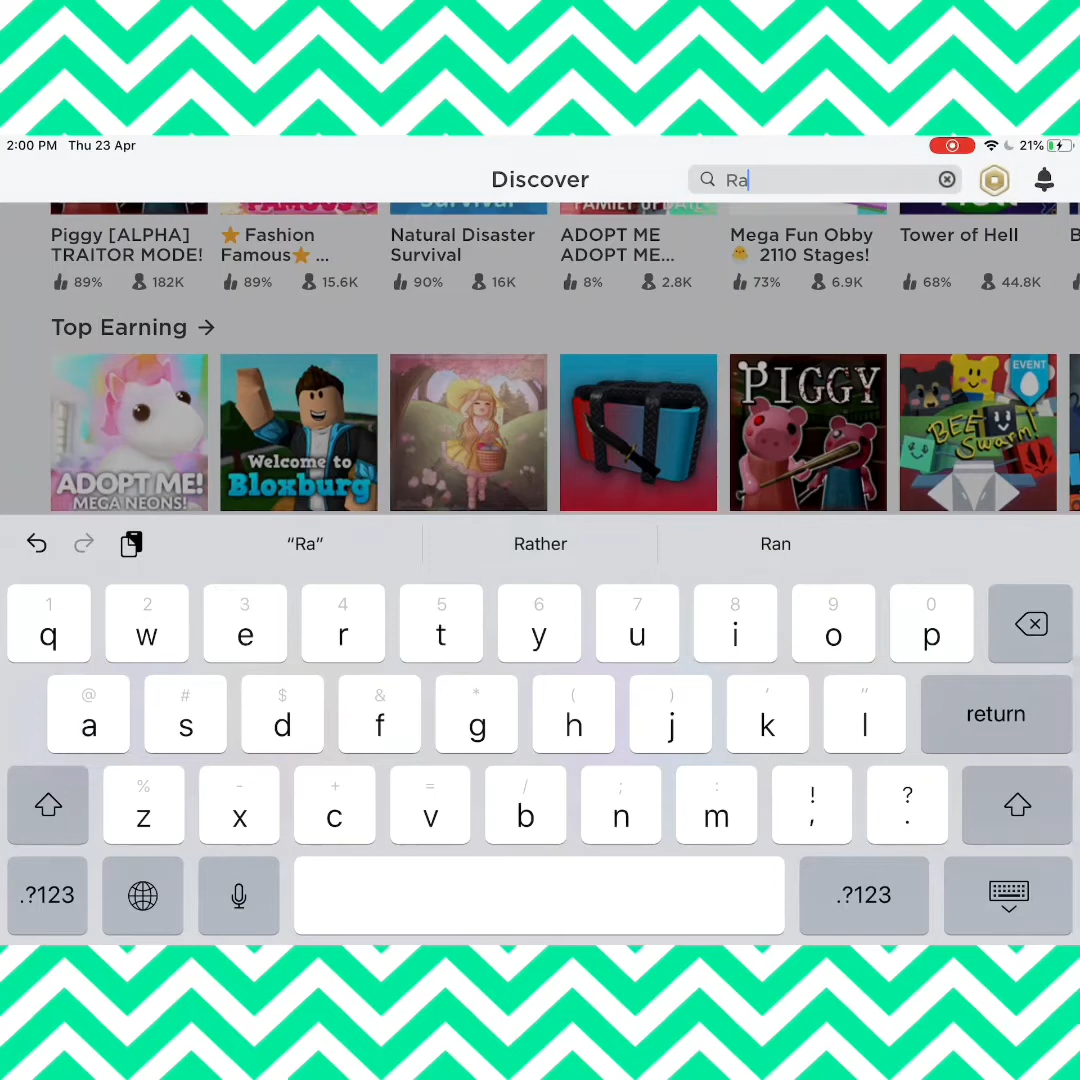 2:00 PM Thu 23 Apr 21%
Discover
Ra
Piggy [ALPHA] TRAITOR MODE!
89% 182K
Fashion Famous ...
89% 15.6K
Natural Disaster Survival
90% 16K
ADOPT ME ADOPT ME...
8% 2.8K
Mega Fun Obby 2110 Stages!
73% 6.9K
Tower of Hell
68% 44.8K
Top Earning →
ADOPT ME!
MEGA NEONS!
Welcome to
Bloxburg
PIGGY
EVENT
BEE Swarm!
“Ra” Rather Ran
1 2 3 4 5 6 7 8 9 0
q w e r t y u i o p
@ # $ & * ( ) ' "
a s d f g h j k l return
% - + = / ; : ! ?
z x c v b n m , .
.?123 .?123